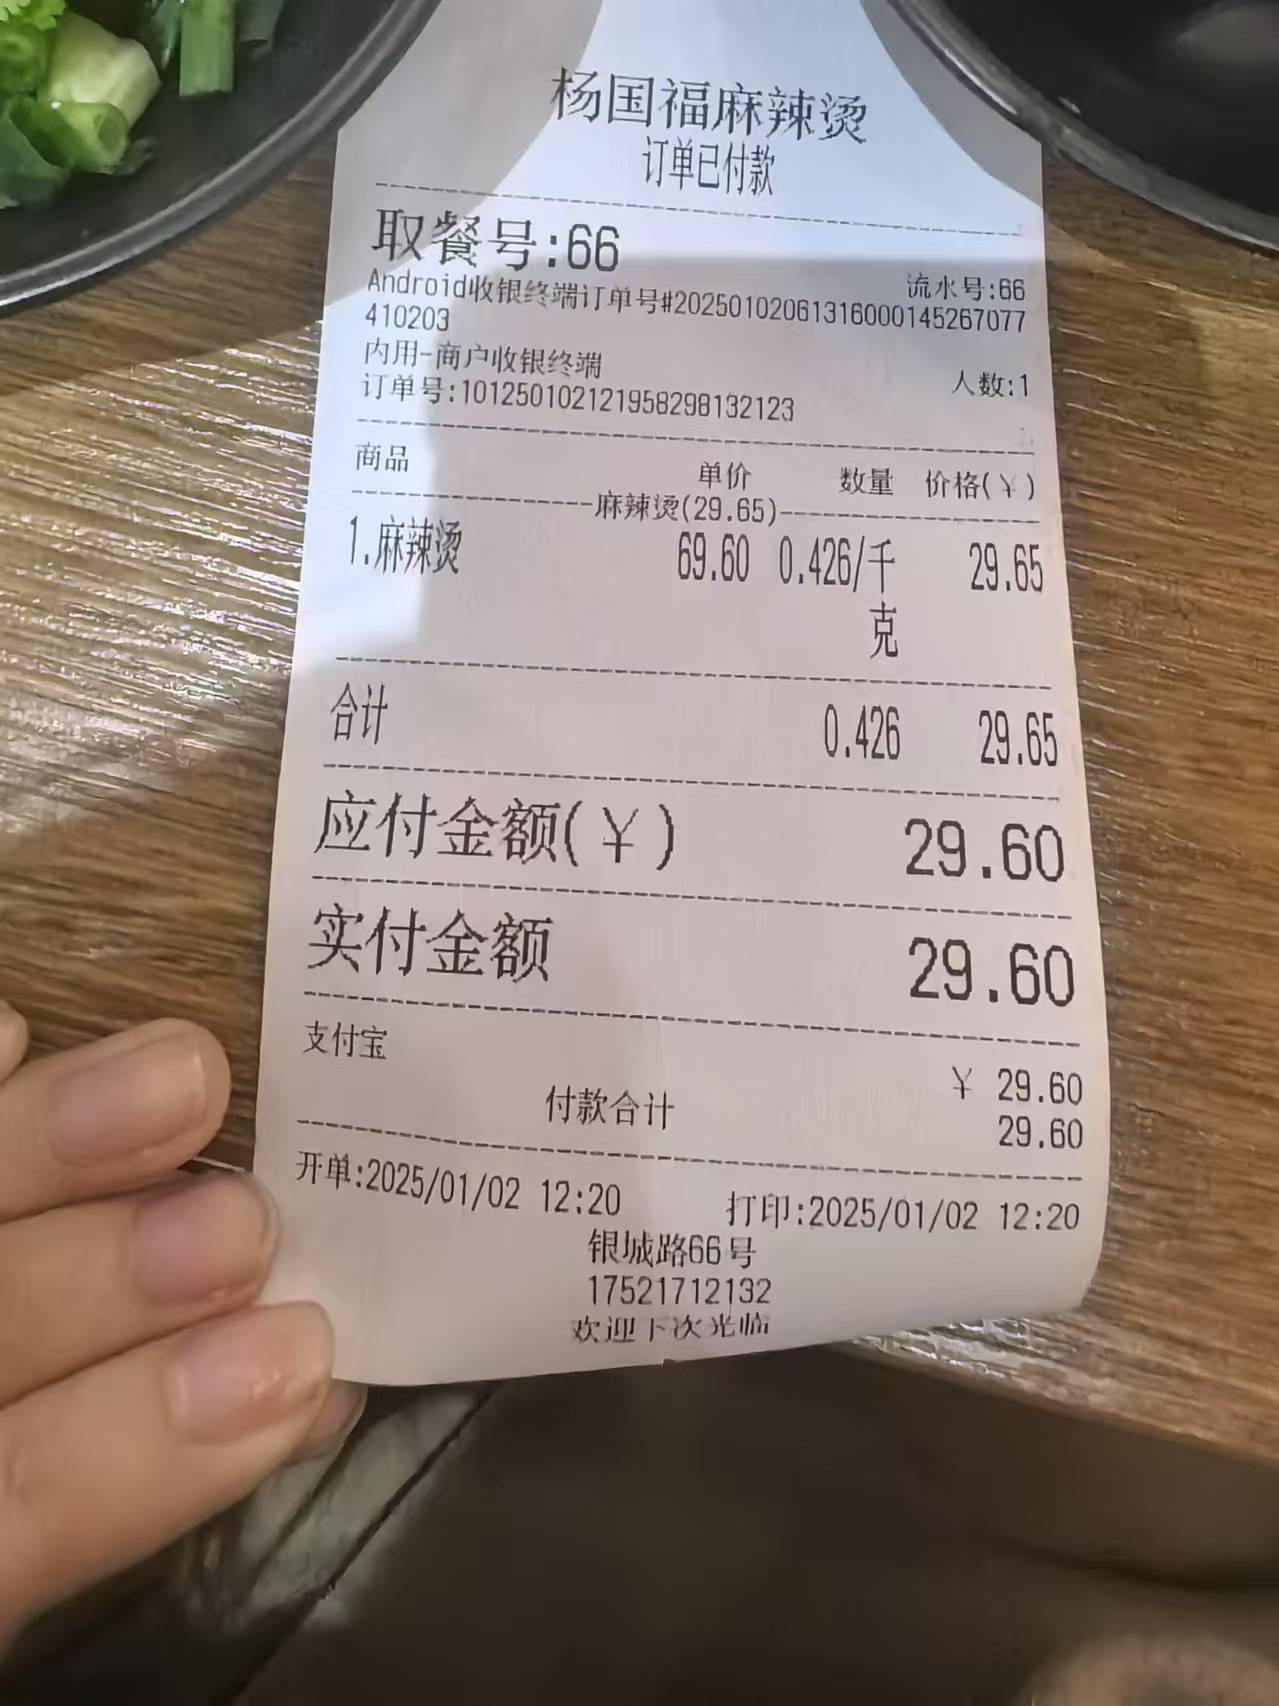 杨国福麻辣烫
订单已付款
取餐号:66
流水号:66
Android收银终端订单号#20250102061316000145267077
410203
内用-商户收银终端
人数:1
订单号:101250102121958298132123
商品 单价 数量 价格(¥)
麻辣烫(29.65)
1.麻辣烫 69.60 0.426/千 29.65
克
合计 0.426 29.65
应付金额(¥) 29.60
实付金额 29.60
支付宝 ¥ 29.60
付款合计 29.60
开单:2025/01/02 12:20 打印:2025/01/02 12:20
银城路66号
17521712132
欢迎下次光临